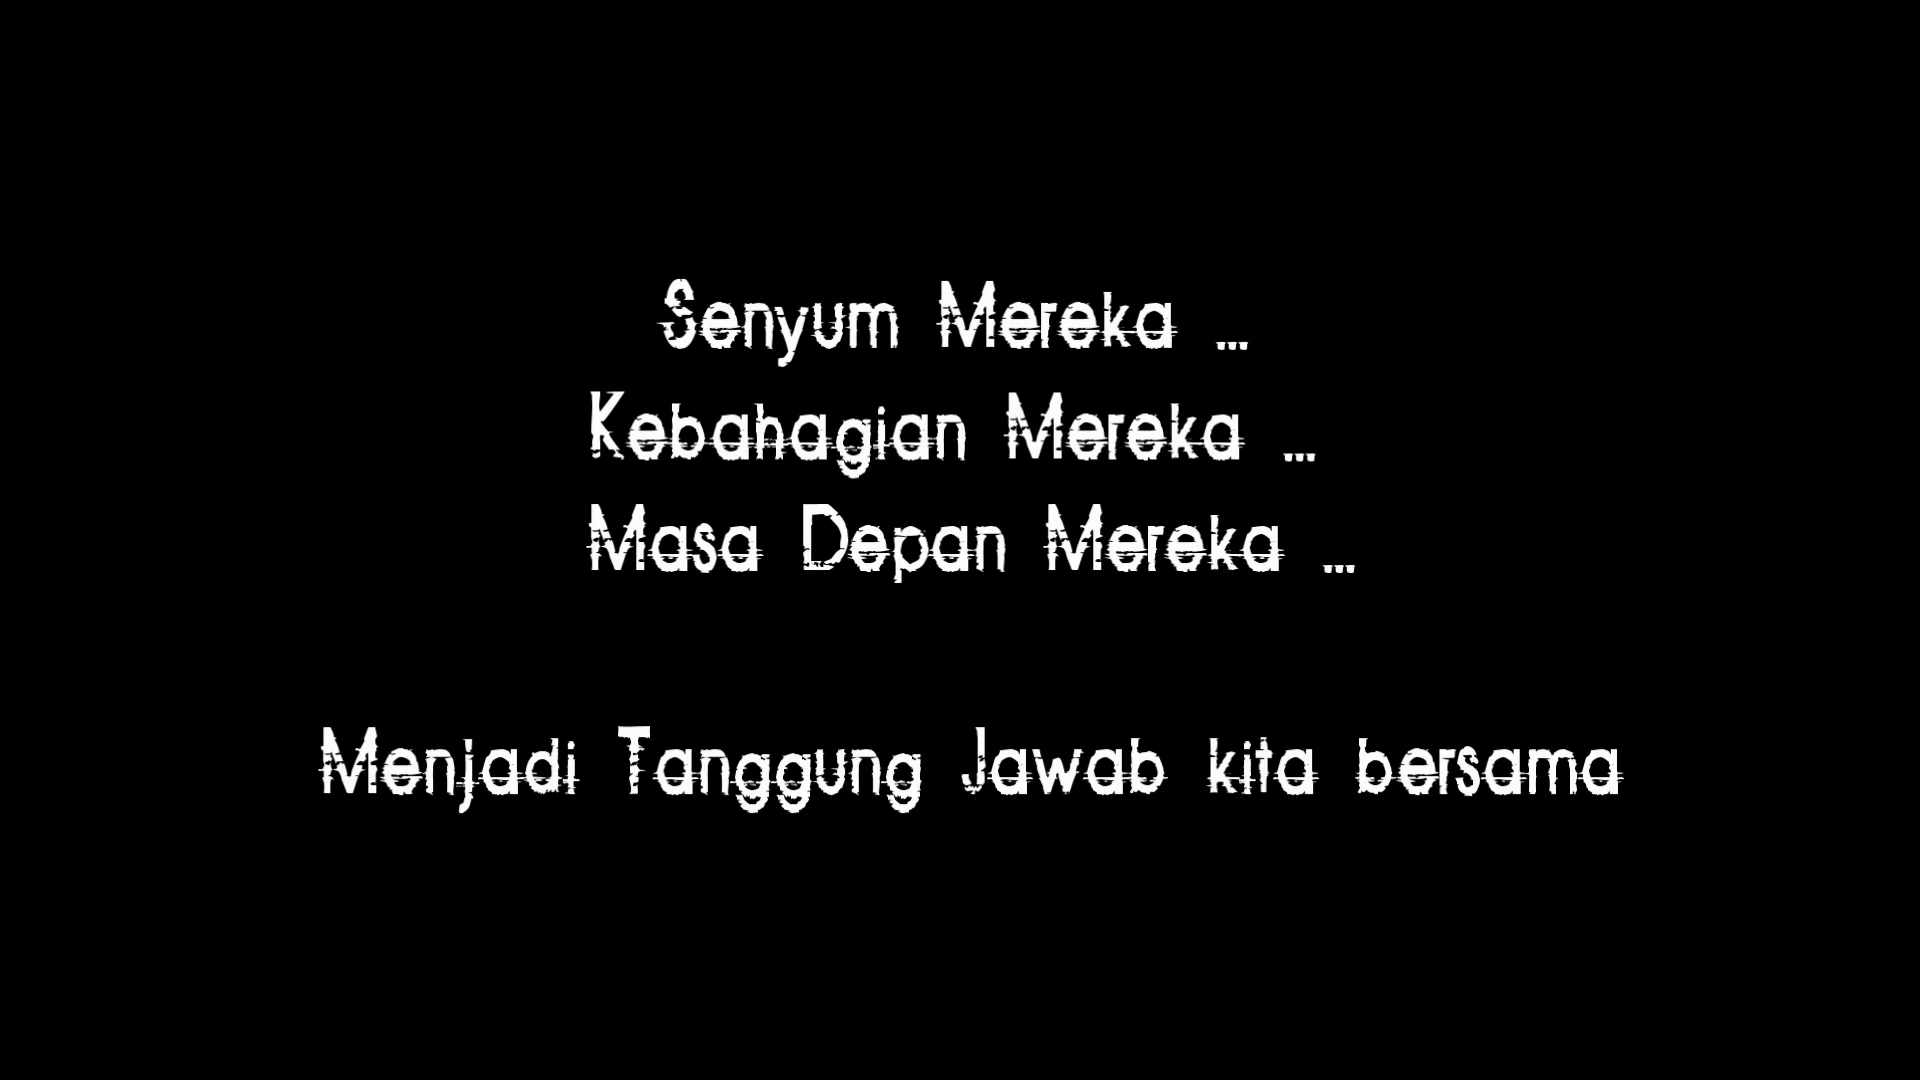 Senyum Mereka ...
Kebahagian Mereka ...
Masa Depan Mereka ...
Menjadi Tanggung Jawab kita bersama